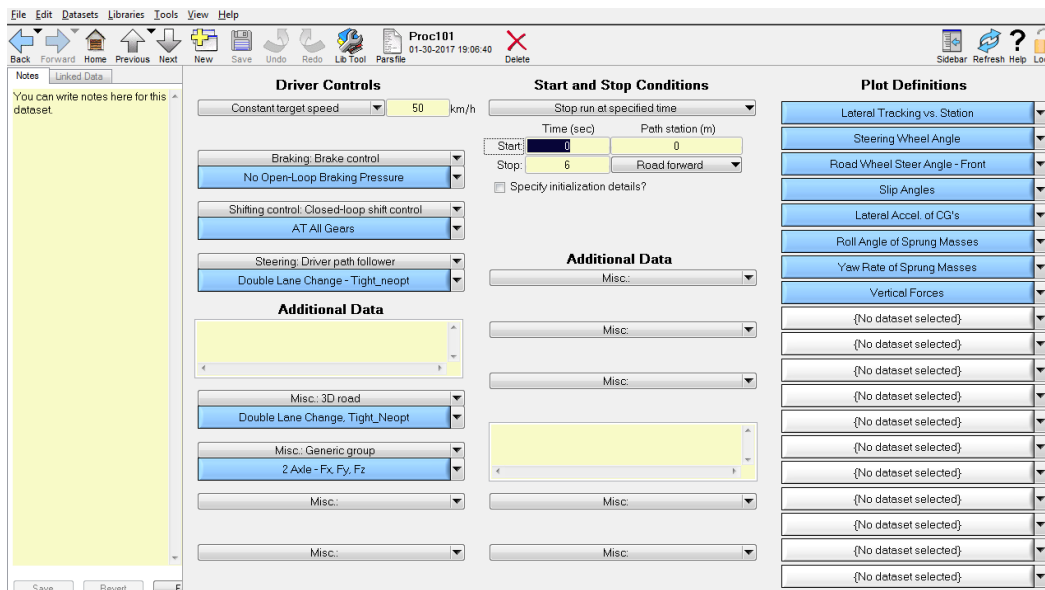 File Edit Datasets Libraries Tools View Help
Back Forward Home Previous Next New Save Undo Redo Lib Tool Parsfile Proc101 01-30-2017 19:06:40 Delete Sidebar Refresh Help
Notes Linked Data
You can write notes here for this dataset.
Save Revert
Driver Controls
Constant target speed 50 km/h
Braking: Brake control
No Open-Loop Braking Pressure
Shifting control: Closed-loop shift control
AT All Gears
Steering: Driver path follower
Double Lane Change - Tight_neopt
Additional Data
Misc.: 3D road
Double Lane Change, Tight_Neopt
Misc.: Generic group
2 Axle - Fx, Fy, Fz
Misc.:
Misc.:
Start and Stop Conditions
Stop run at specified time
Time (sec) Path station (m)
Start: 0 0
Stop: 6 Road forward
Specify initialization details?
Additional Data
Misc.:
Misc:
Misc:
Misc:
Misc:
Plot Definitions
Lateral Tracking vs. Station
Steering Wheel Angle
Road Wheel Steer Angle - Front
Slip Angles
Lateral Accel. of CG's
Roll Angle of Sprung Masses
Yaw Rate of Sprung Masses
Vertical Forces
{No dataset selected}
{No dataset selected}
{No dataset selected}
{No dataset selected}
{No dataset selected}
{No dataset selected}
{No dataset selected}
{No dataset selected}
{No dataset selected}
{No dataset selected}
{No dataset selected}